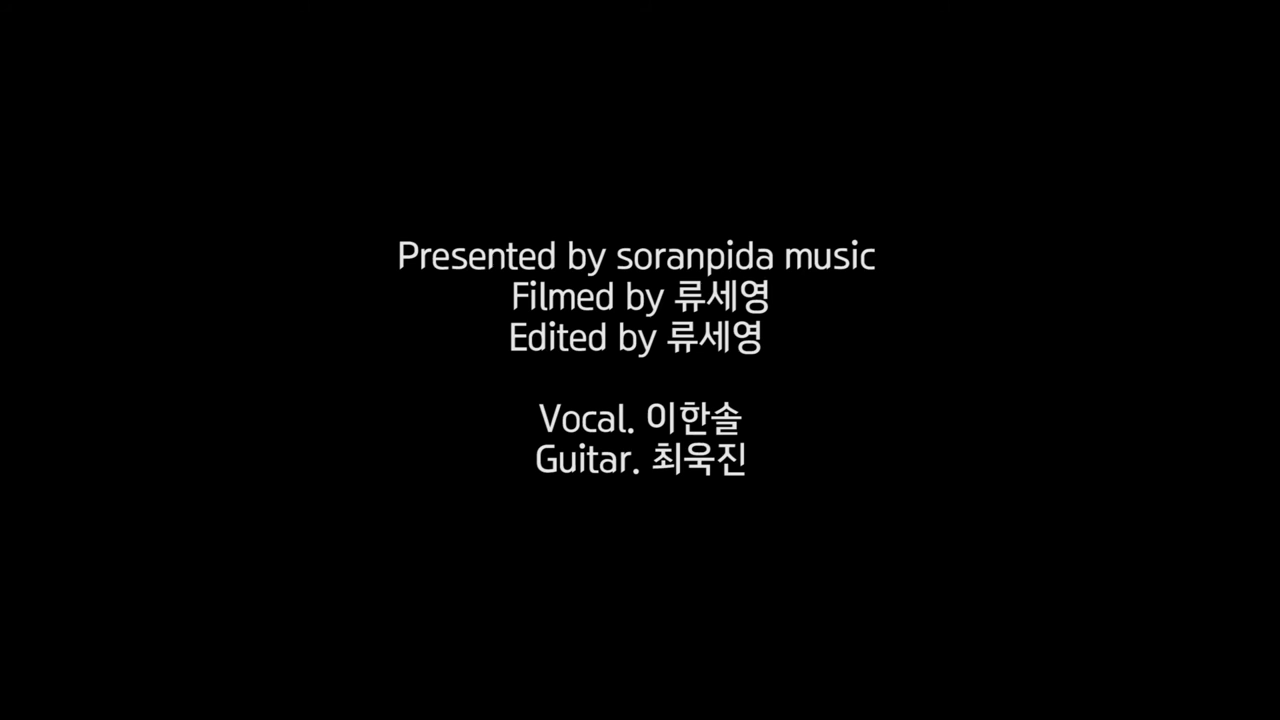 Presented by soranpida music
Filmed by 류세영
Edited by 류세영
Vocal. 이한솔
Guitar. 최욱진